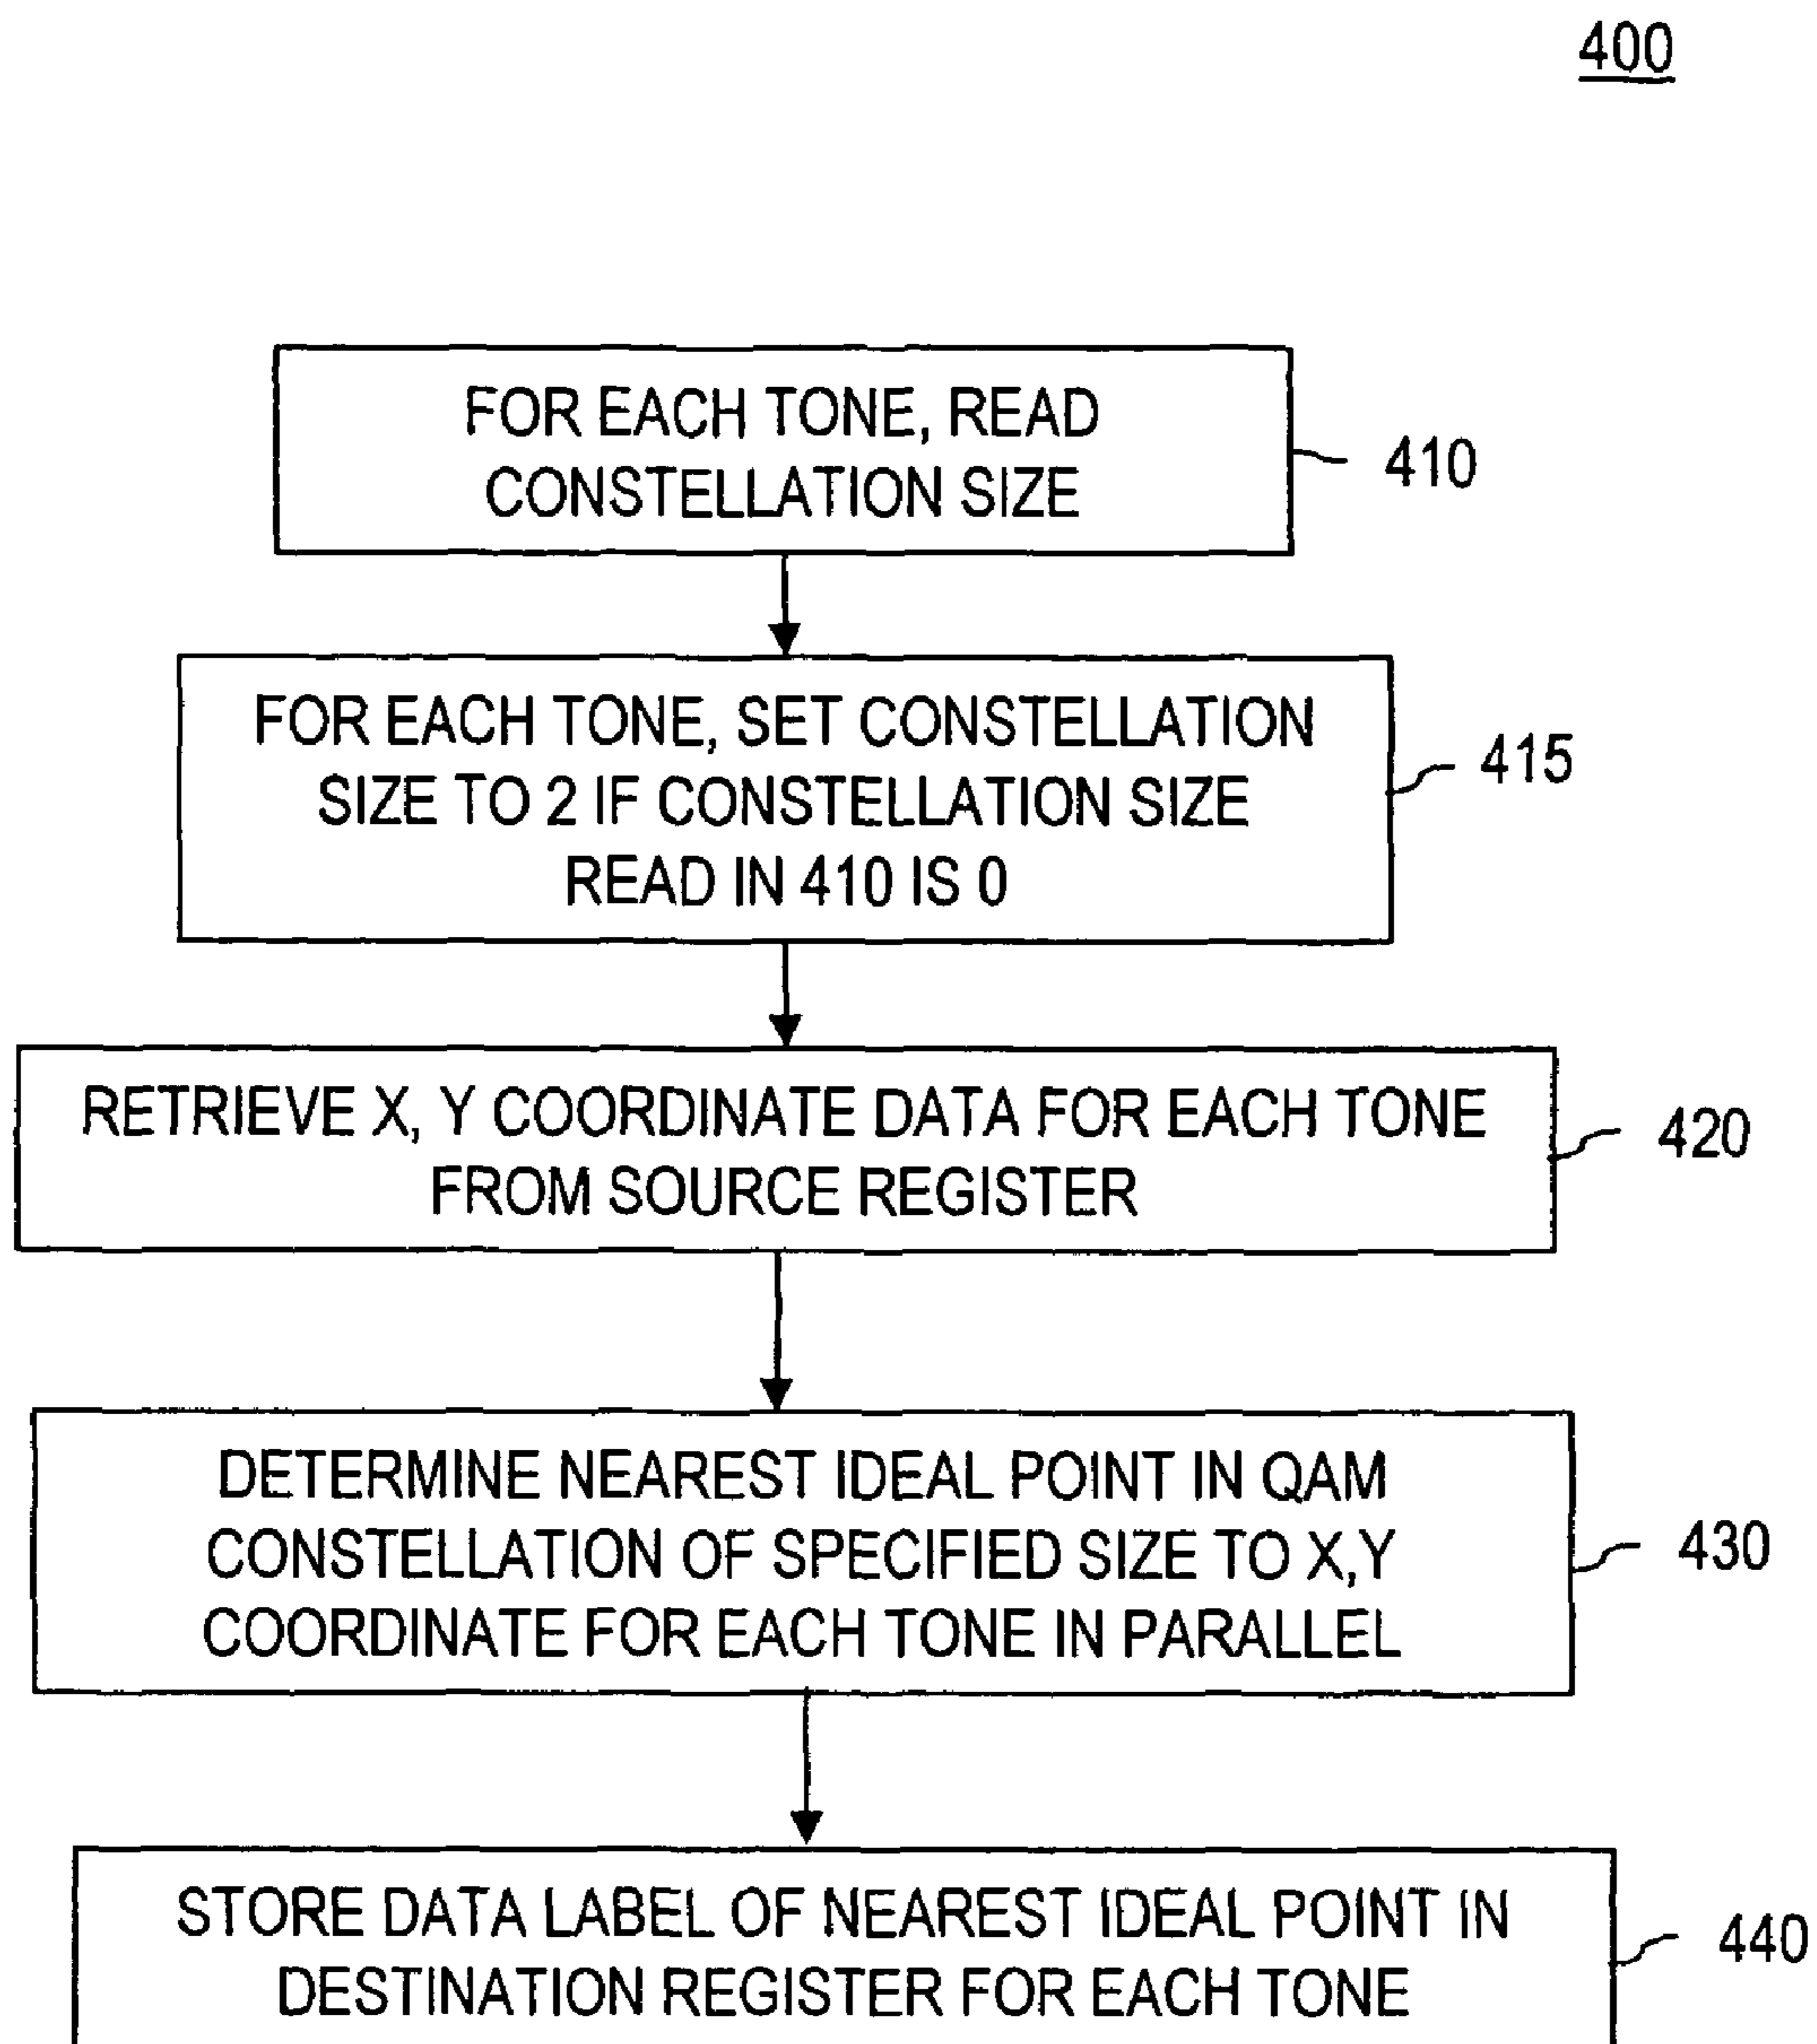 400
FOR EACH TONE, READ
CONSTELLATION SIZE
410
FOR EACH TONE, SET CONSTELLATION
SIZE TO 2 IF CONSTELLATION SIZE
READ IN 410 IS 0
415
RETRIEVE X, Y COORDINATE DATA FOR EACH TONE
FROM SOURCE REGISTER
420
DETERMINE NEAREST IDEAL POINT IN QAM
CONSTELLATION OF SPECIFIED SIZE TO X,Y
COORDINATE FOR EACH TONE IN PARALLEL
430
STORE DATA LABEL OF NEAREST IDEAL POINT IN
DESTINATION REGISTER FOR EACH TONE
440